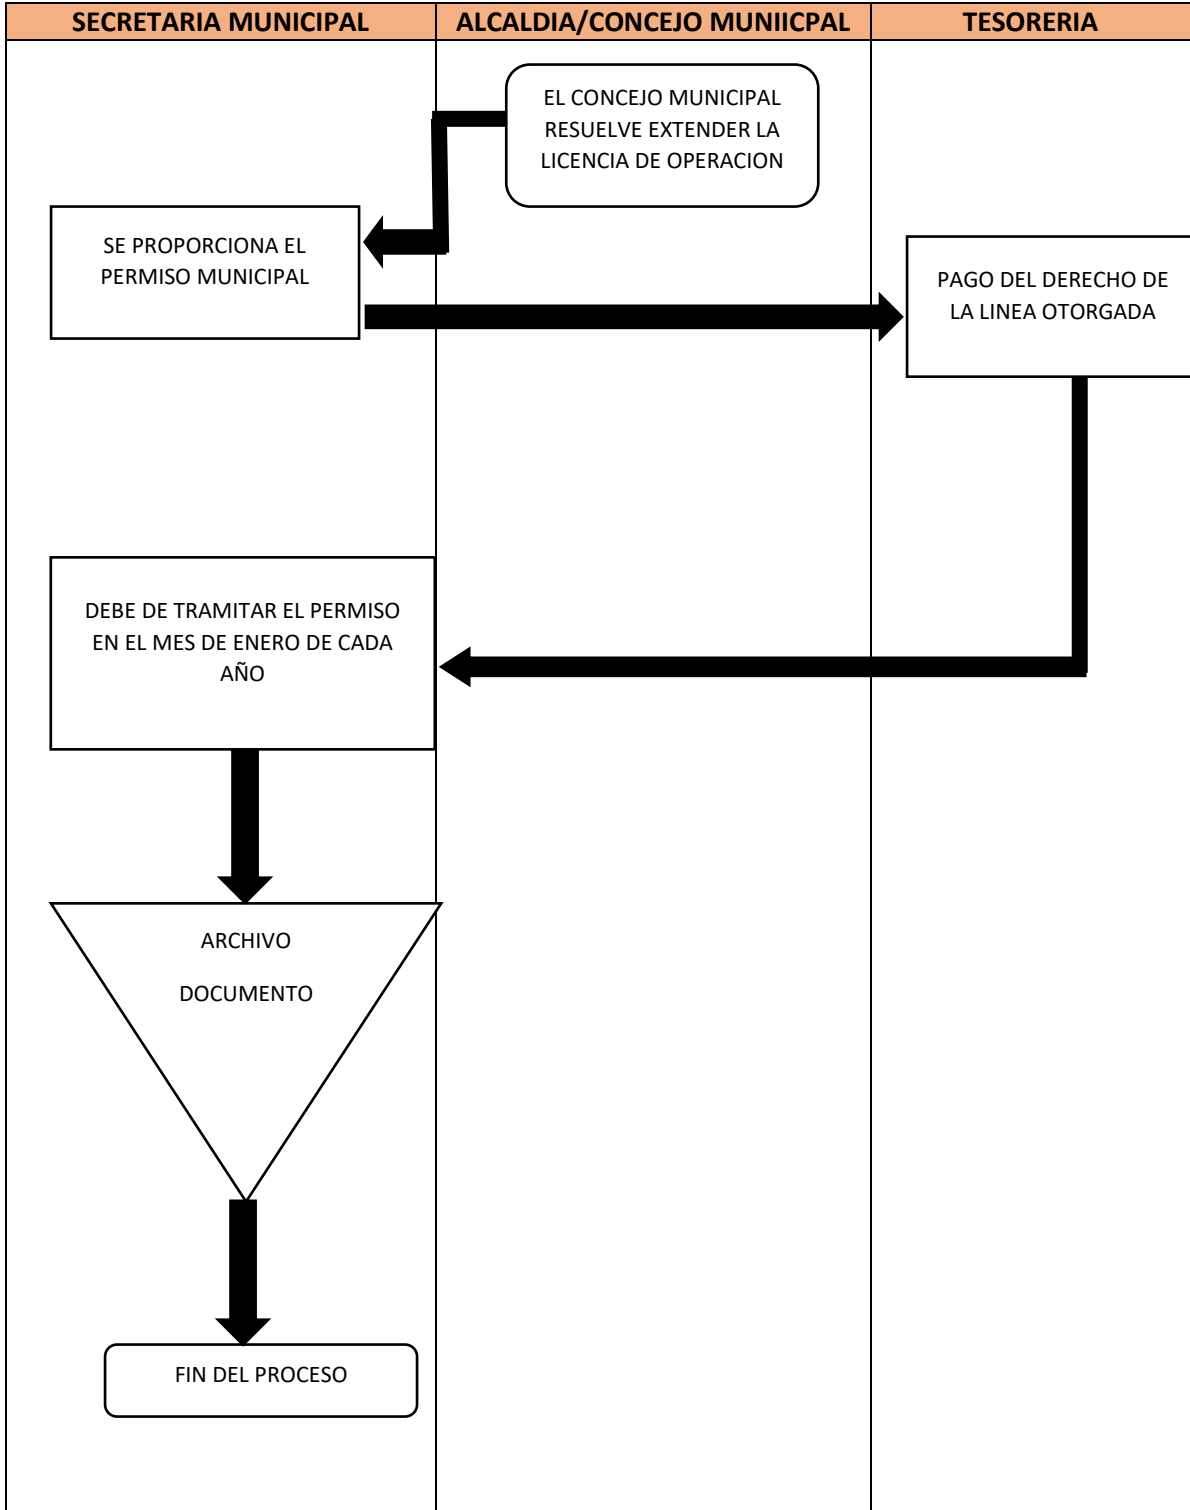 SECRETARIA MUNICIPAL
ALCALDIA/CONCEJO MUNIICPAL
TESORERIA
EL CONCEJO MUNICIPAL
RESUELVE EXTENDER LA
LICENCIA DE OPERACION
SE PROPORCIONA EL
PERMISO MUNICIPAL
PAGO DEL DERECHO DE
LA LINEA OTORGADA
DEBE DE TRAMITAR EL PERMISO
EN EL MES DE ENERO DE CADA
AÑO
ARCHIVO
DOCUMENTO
FIN DEL PROCESO